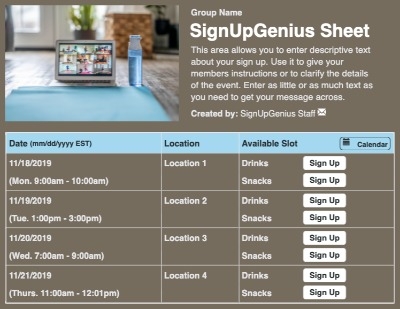 Group Name
SignUpGenius Sheet
This area allows you to enter descriptive text
about your sign up. Use it to give your
members instructions or to clarify the details
of the event. Enter as little or as much text as
you need to get your message across.
Created by: SignUpGenius Staff
Date (mm/dd/yyyy EST) Location Available Slot Calendar
11/18/2019 Location 1 Drinks Sign Up
(Mon. 9:00am - 10:00am) Snacks Sign Up
11/19/2019 Location 2 Drinks Sign Up
(Tue. 1:00pm - 3:00pm) Snacks Sign Up
11/20/2019 Location 3 Drinks Sign Up
(Wed. 7:00am - 9:00am) Snacks Sign Up
11/21/2019 Location 4 Drinks Sign Up
(Thurs. 11:00am - 12:01pm) Snacks Sign Up